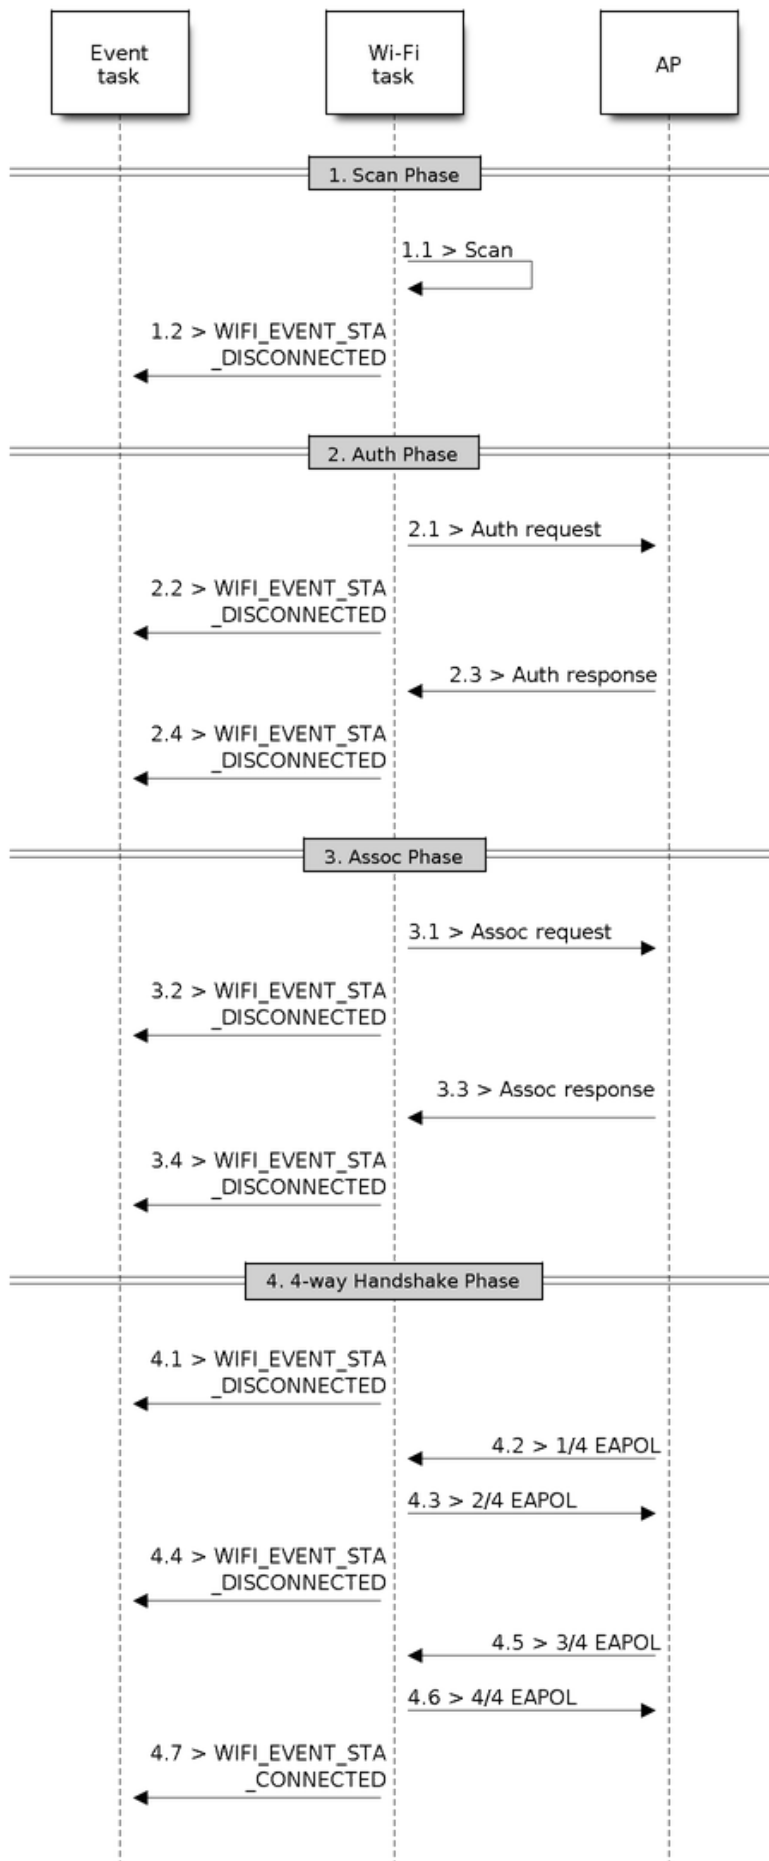 Event
task
Wi-Fi
task
AP
1. Scan Phase
1.1 > Scan
1.2 > WIFI_EVENT_STA
_DISCONNECTED
2. Auth Phase
2.1 > Auth request
2.2 > WIFI_EVENT_STA
_DISCONNECTED
2.3 > Auth response
2.4 > WIFI_EVENT_STA
_DISCONNECTED
3. Assoc Phase
3.1 > Assoc request
3.2 > WIFI_EVENT_STA
_DISCONNECTED
3.3 > Assoc response
3.4 > WIFI_EVENT_STA
_DISCONNECTED
4. 4-way Handshake Phase
4.1 > WIFI_EVENT_STA
_DISCONNECTED
4.2 > 1/4 EAPOL
4.3 > 2/4 EAPOL
4.4 > WIFI_EVENT_STA
_DISCONNECTED
4.5 > 3/4 EAPOL
4.6 > 4/4 EAPOL
4.7 > WIFI_EVENT_STA
_CONNECTED